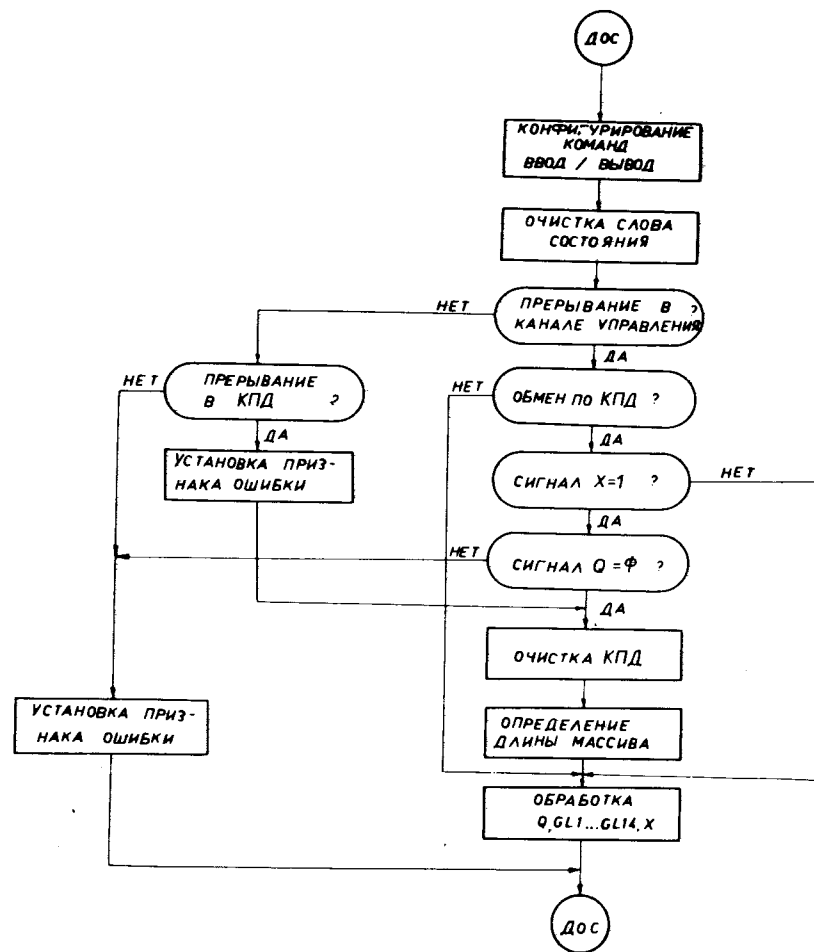 ДОС
КОНФИГУРИРОВАНИЕ
КОМАНД
ВВОД / ВЫВОД
ОЧИСТКА СЛОВА
СОСТОЯНИЯ
НЕТ
ПРЕРЫВАНИЕ В ?
КАНАЛЕ УПРАВЛЕНИЯ
ДА
НЕТ
ПРЕРЫВАНИЕ
В КПД ?
НЕТ
ОБМЕН ПО КПД ?
ДА
ДА
УСТАНОВКА ПРИЗ-
НАКА ОШИБКИ
СИГНАЛ X=1 ?
НЕТ
ДА
НЕТ
СИГНАЛ Q=Ф ?
ДА
ОЧИСТКА КПД
УСТАНОВКА ПРИЗ-
НАКА ОШИБКИ
ОПРЕДЕЛЕНИЕ
ДЛИНЫ МАССИВА
ОБРАБОТКА
Q,GL1...GL14,X
ДОС